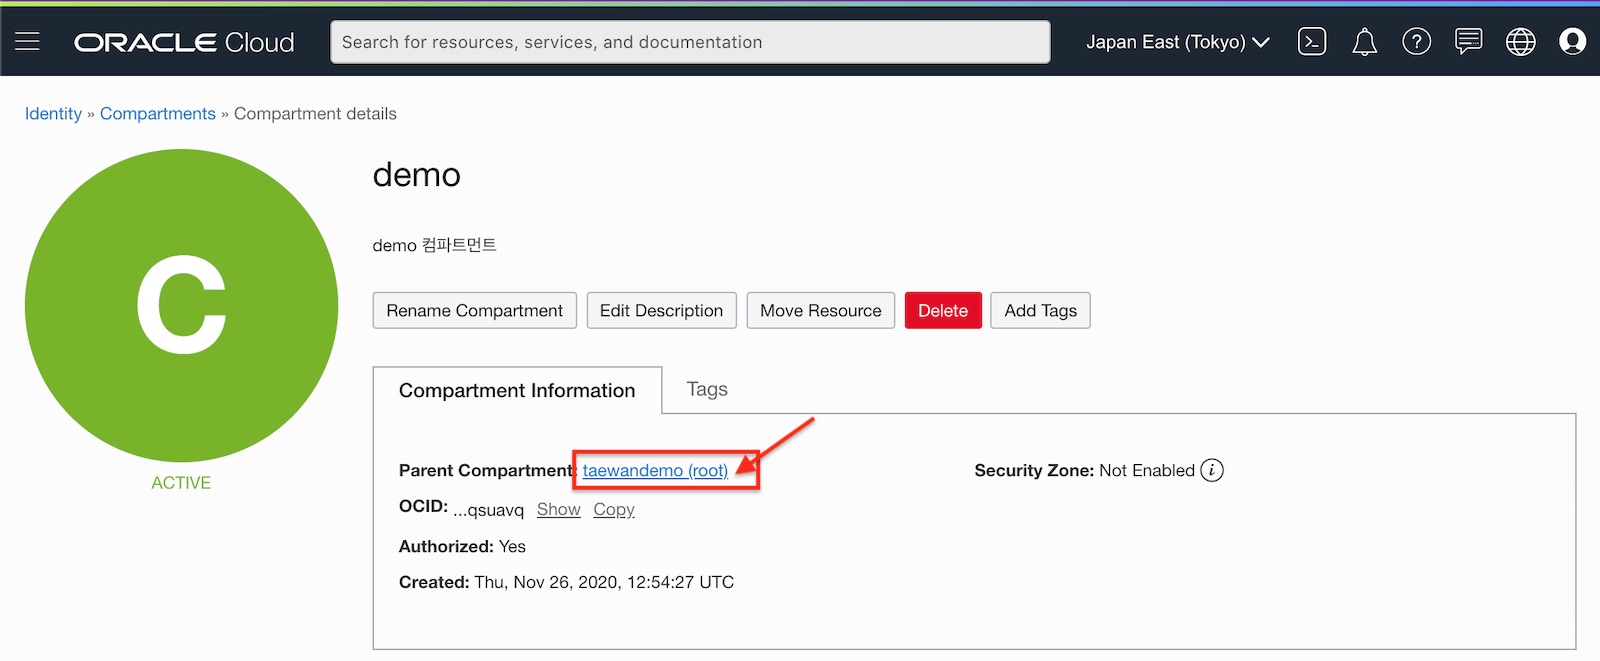 ORACLE Cloud
Search for resources, services, and documentation
Japan East (Tokyo)
Identity » Compartments » Compartment details
C
ACTIVE
demo
demo 컴파트먼트
Rename Compartment
Edit Description
Move Resource
Delete
Add Tags
Compartment Information
Tags
Parent Compartment: taewandemo (root)
OCID: ...qsuavq Show Copy
Authorized: Yes
Created: Thu, Nov 26, 2020, 12:54:27 UTC
Security Zone: Not Enabled